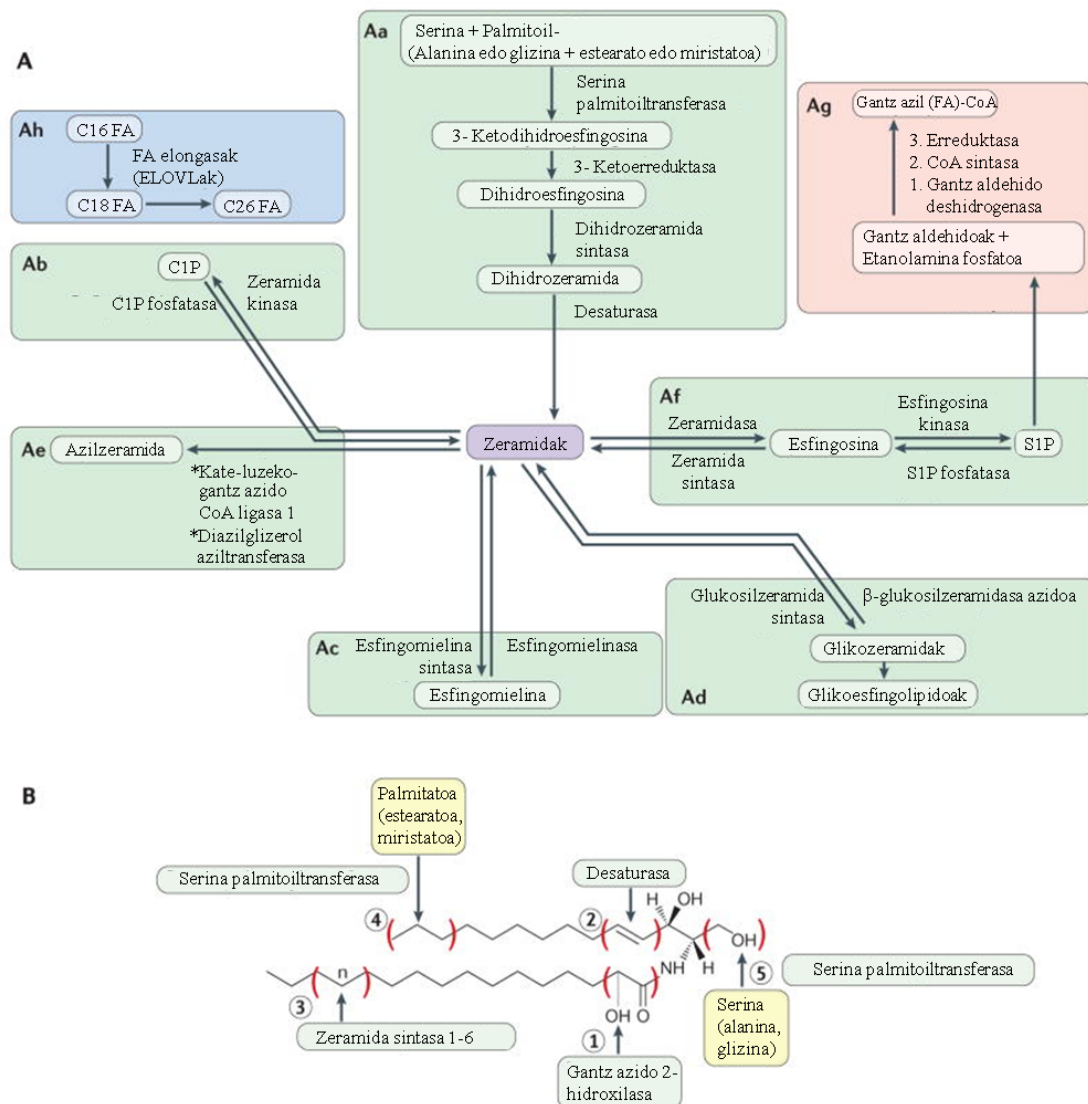 A
Aa
Serina + Palmitoil-
(Alanina edo glizina + estearato edo miristatoa)
Serina
palmitoiltransferasa
3- Ketodihidroesfingosina
3- Ketoerreduktasa
Dihidroesfingosina
Dihidrozeramida
sintasa
Dihidrozeramida
Desaturasa
Ag
Gantz azil (FA)-CoA
3. Erreduktasa
2. CoA sintasa
1. Gantz aldehido
deshidrogenasa
Gantz aldehidoak +
Etanolamina fosfatoa
Ah
C16 FA
FA elongasak
(ELOVLak)
C18 FA
C26 FA
Ab
C1P
C1P fosfatasa
Zeramida
kinasa
Ae
Azilzeramida
*Kate-luzeko-
gantz azido
CoA ligasa 1
*Diazilglizerol
aziltransferasa
Zeramidak
Af
Zeramidasa
Zeramida
sintasa
Esfingosina
Esfingosina
kinasa
S1P fosfatasa
S1P
Ac
Esfingomielina
sintasa
Esfingomielinasa
Esfingomielina
Glukosilzeramida
sintasa
β-glukosilzeramidasa azidoa
Glikozeramidak
Glikoesfingolipidoak
Ad
B
Palmitatoa
(estearatoa,
miristatoa)
Serina palmitoiltransferasa
Desaturasa
4
2
H
OH
OH
NH
H
5
Serina palmitoiltransferasa
3
n
OH
O
1
Zeramida sintasa 1-6
Gantz azido 2-
hidroxilasa
Serina
(alanina,
glizina)